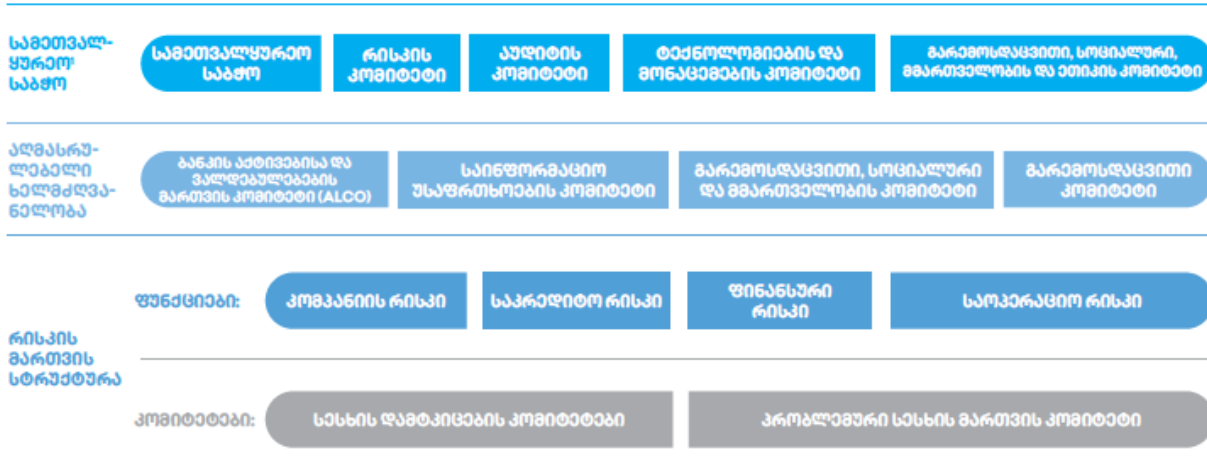 სამეთვალ-
ყურეო¹
საბჭო
სამეთვალყურეო
საბჭო
რისკის
კომიტეტი
აუდიტის
კომიტეტი
ტექნოლოგიების და
მონაცემების კომიტეტი
გარემოსდაცვითი, სოციალური,
მმართველობის და ეთიკის კომიტეტი
აღმასრუ-
ლებელი
ხელმძღვა-
ნელობა
ბანკის აქტივებისა და
ვალდებულებების
მართვის კომიტეტი (ALCO)
საინფორმაციო
უსაფრთხოების კომიტეტი
გარემოსდაცვითი, სოციალური
და მმართველობის კომიტეტი
გარემოსდაცვითი
კომიტეტი
რისკის
მართვის
სტრუქტურა
ფუნქციები:
კომპანიის რისკი
საკრედიტო რისკი
ფინანსური
რისკი
საოპერაციო რისკი
კომიტეტები:
სესხის დამტკიცების კომიტეტები
პრობლემური სესხის მართვის კომიტეტი